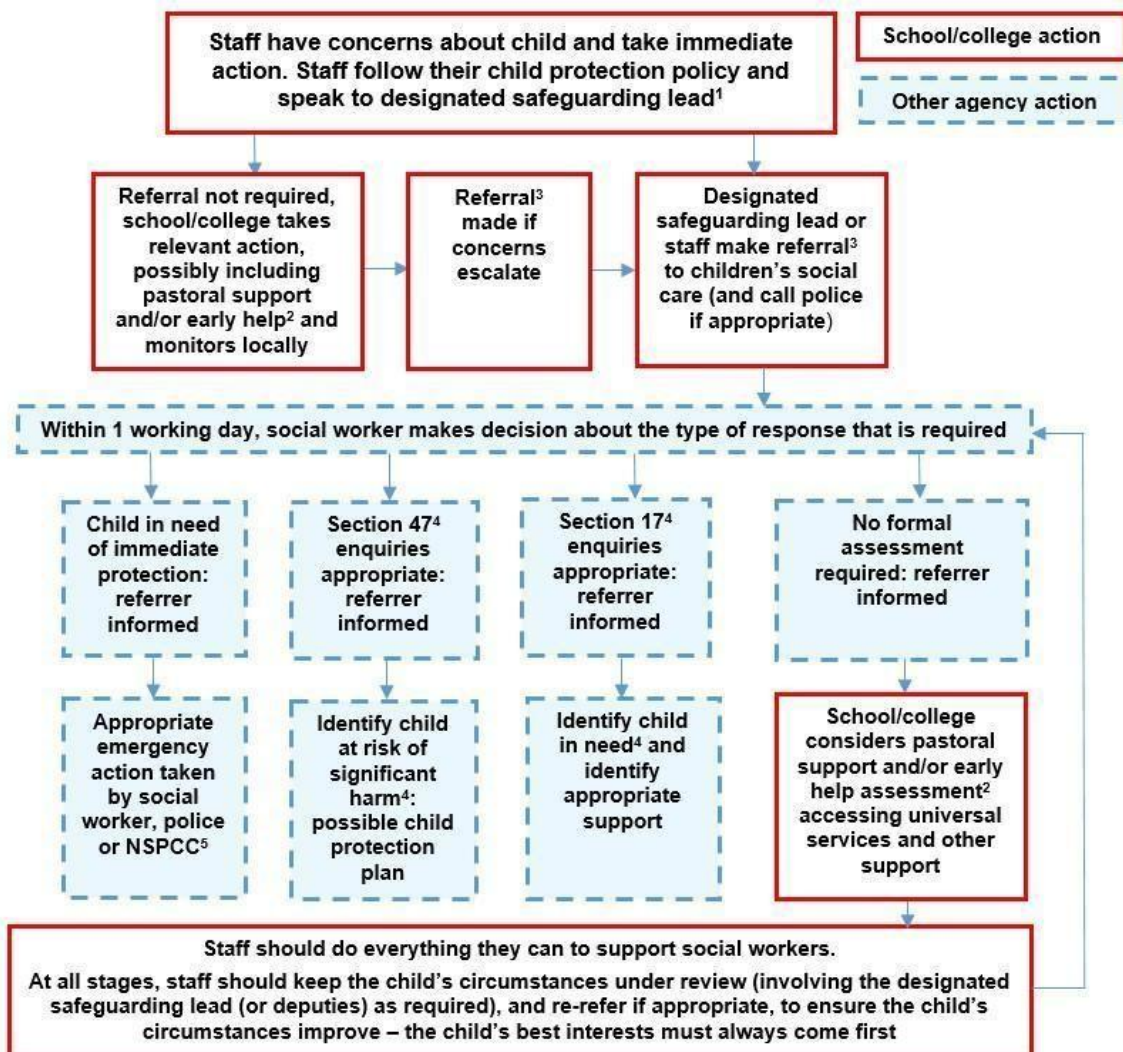 Staff have concerns about child and take immediate
action. Staff follow their child protection policy and
speak to designated safeguarding lead¹
School/college action
Other agency action
Referral not required,
school/college takes
relevant action,
possibly including
pastoral support
and/or early help² and
monitors locally
Referral³
made if
concerns
escalate
Designated
safeguarding lead or
staff make referral³
to children's social
care (and call police
if appropriate)
Within 1 working day, social worker makes decision about the type of response that is required
Child in need
of immediate
protection:
referrer
informed
Section 47⁴
enquiries
appropriate:
referrer
informed
Section 17⁴
enquiries
appropriate:
referrer
informed
No formal
assessment
required: referrer
informed
Appropriate
emergency
action taken
by social
worker, police
or NSPCC⁵
Identify child
at risk of
significant
harm⁴:
possible child
protection
plan
Identify child
in need⁴ and
identify
appropriate
support
School/college
considers pastoral
support and/or early
help assessment²
accessing universal
services and other
support
Staff should do everything they can to support social workers.
At all stages, staff should keep the child's circumstances under review (involving the designated
safeguarding lead (or deputies) as required), and re-refer if appropriate, to ensure the child's
circumstances improve – the child's best interests must always come first